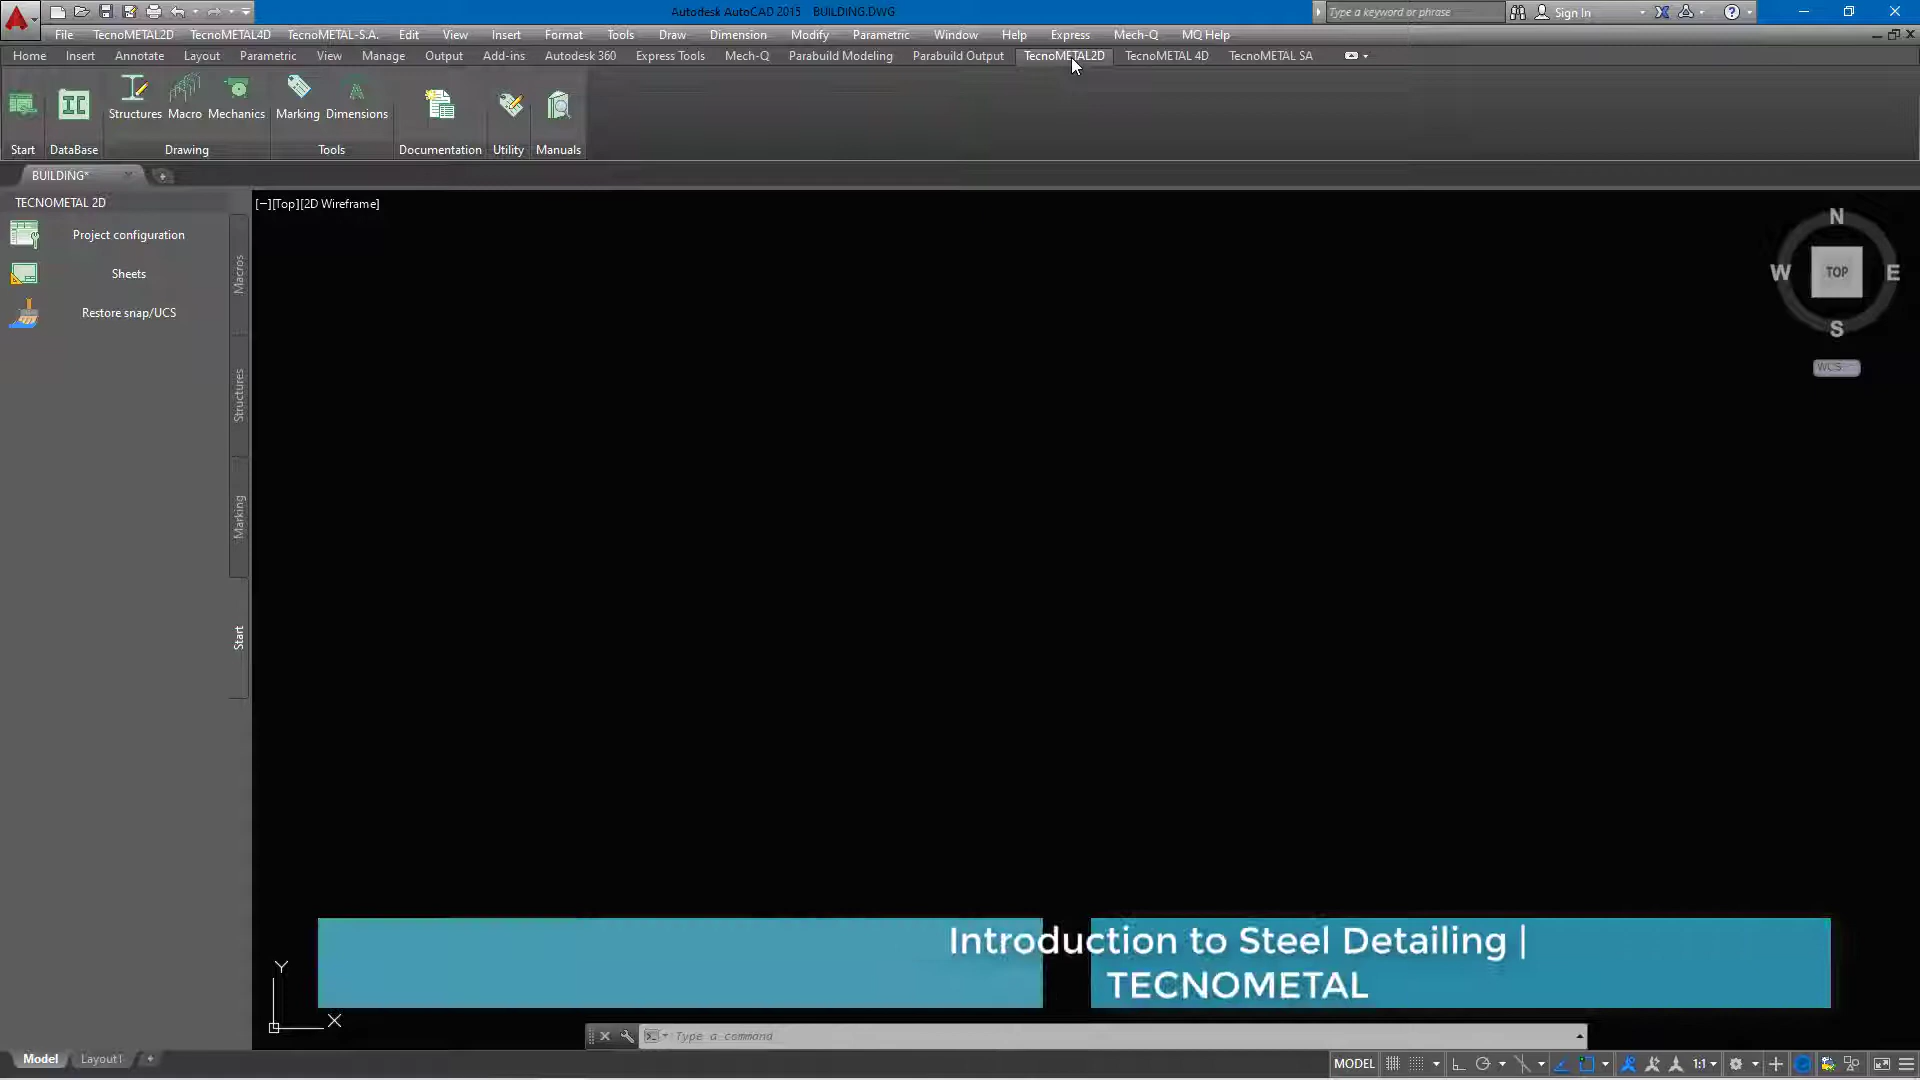 Autodesk AutoCAD 2015 BUILDING.DWG
Type a keyword or phrase
Sign In
File TecnoMETAL2D TecnoMETAL4D TecnoMETAL-S.A. Edit View Insert Format Tools Draw Dimension Modify Parametric Window Help Express Mech-Q MQ Help
Home Insert Annotate Layout Parametric View Manage Output Add-ins Autodesk 360 Express Tools Mech-Q Parabuild Modeling Parabuild Output TecnoMETAL2D TecnoMETAL 4D TecnoMETAL SA
Structures Macro Mechanics Marking Dimensions
Start DataBase Drawing Tools Documentation Utility Manuals
BUILDING*
TECNOMETAL 2D
Project configuration
Sheets
Restore snap/UCS
Macros
Structures
Marking
Start
[−][Top][2D Wireframe]
N
W TOP E
S
WCS
Introduction to Steel Detailing |
TECNOMETAL
Y
X
Type a command
Model Layout1
MODEL
1:1